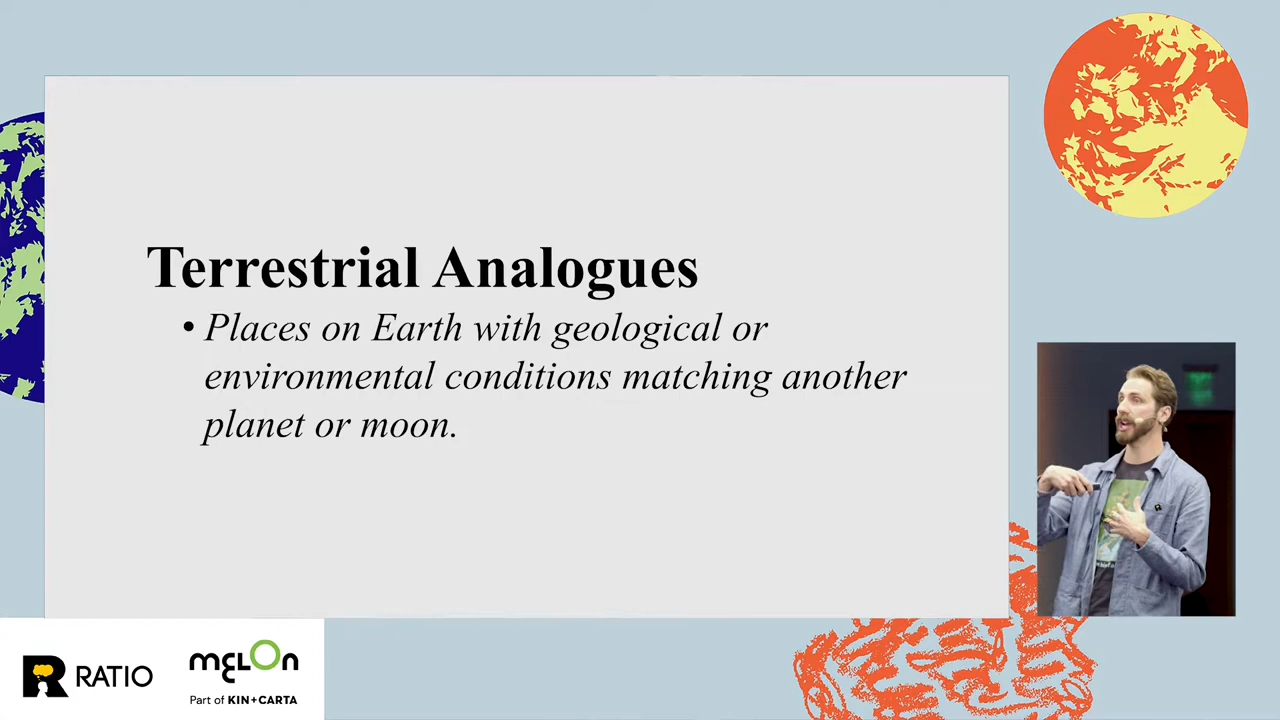 Terrestrial Analogues
• Places on Earth with geological or
environmental conditions matching another
planet or moon.
RATIO
melon
Part of KIN+CARTA